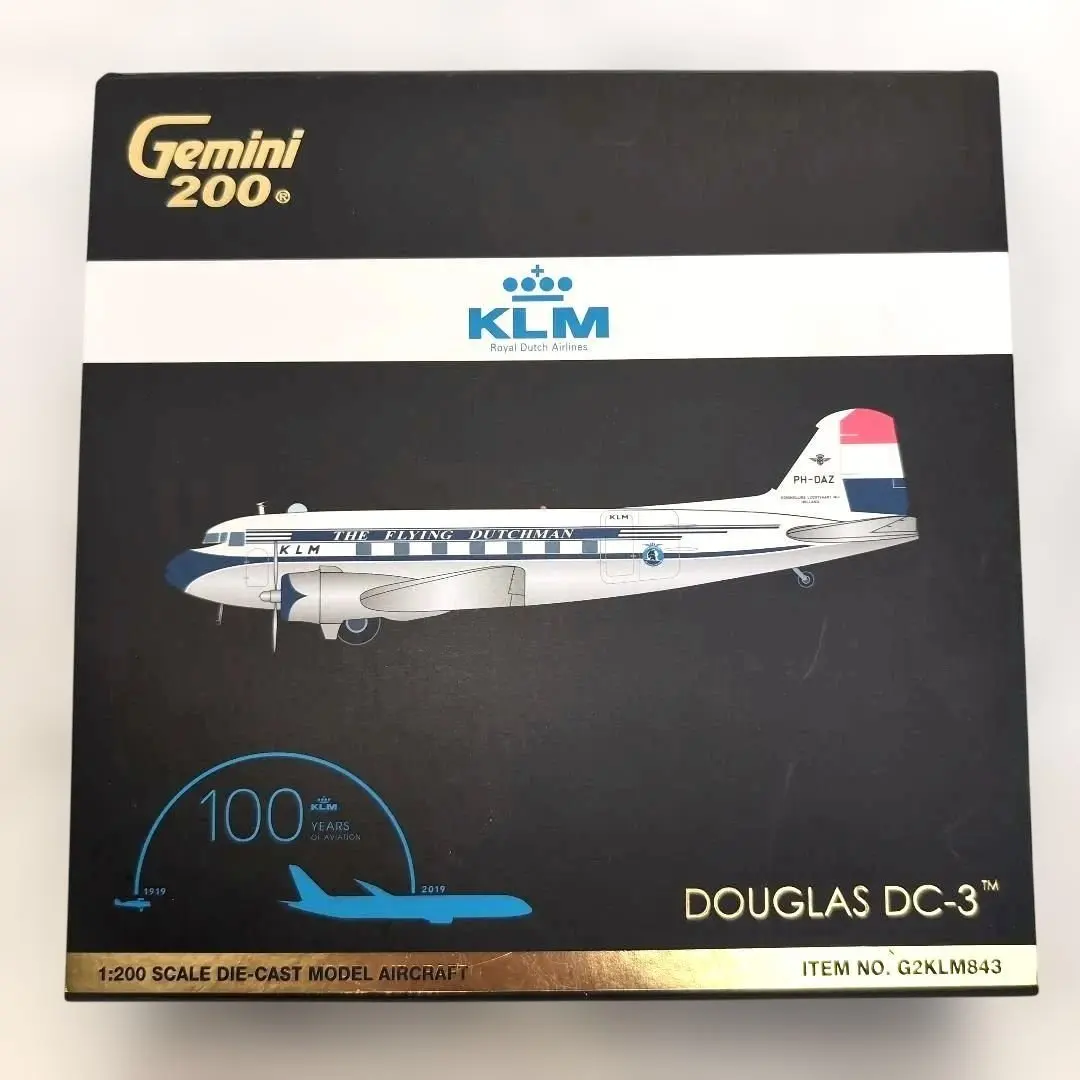 Gemini
200®
KLM
Royal Dutch Airlines
PH-DAZ
HOLLAND
KLM
THE FLYING DUTCHMAN
KLM
100
KLM
YEARS
OF AVIATION
1919
2019
DOUGLAS DC-3™
1:200 SCALE DIE-CAST MODEL AIRCRAFT
ITEM NO. G2KLM843